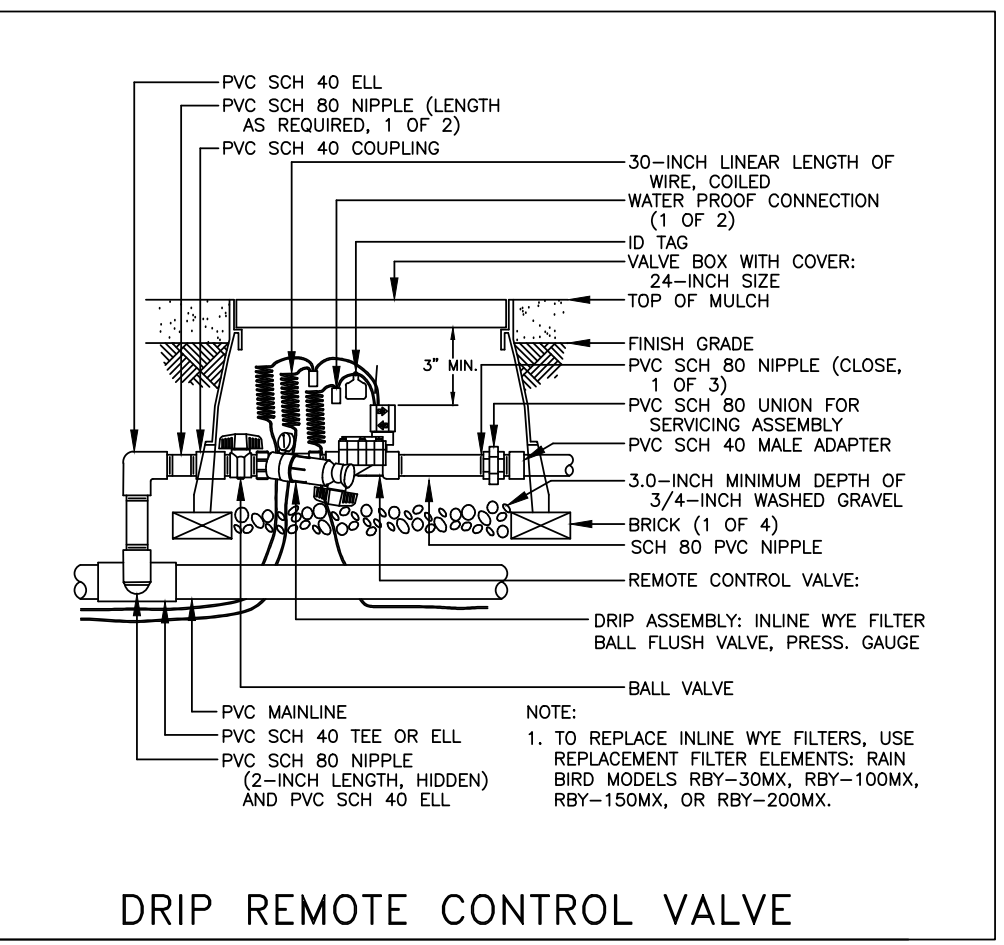 PVC SCH 40 ELL
PVC SCH 80 NIPPLE (LENGTH
AS REQUIRED, 1 OF 2)
PVC SCH 40 COUPLING
30-INCH LINEAR LENGTH OF
WIRE, COILED
WATER PROOF CONNECTION
(1 OF 2)
ID TAG
VALVE BOX WITH COVER:
24-INCH SIZE
TOP OF MULCH
FINISH GRADE
3" MIN.
PVC SCH 80 NIPPLE (CLOSE,
1 OF 3)
PVC SCH 80 UNION FOR
SERVICING ASSEMBLY
PVC SCH 40 MALE ADAPTER
3.0-INCH MINIMUM DEPTH OF
3/4-INCH WASHED GRAVEL
BRICK (1 OF 4)
SCH 80 PVC NIPPLE
REMOTE CONTROL VALVE:
DRIP ASSEMBLY: INLINE WYE FILTER
BALL FLUSH VALVE, PRESS. GAUGE
BALL VALVE
PVC MAINLINE
PVC SCH 40 TEE OR ELL
PVC SCH 80 NIPPLE
(2-INCH LENGTH, HIDDEN)
AND PVC SCH 40 ELL
NOTE:
1. TO REPLACE INLINE WYE FILTERS, USE
REPLACEMENT FILTER ELEMENTS: RAIN
BIRD MODELS RBY-30MX, RBY-100MX,
RBY-150MX, OR RBY-200MX.
DRIP REMOTE CONTROL VALVE